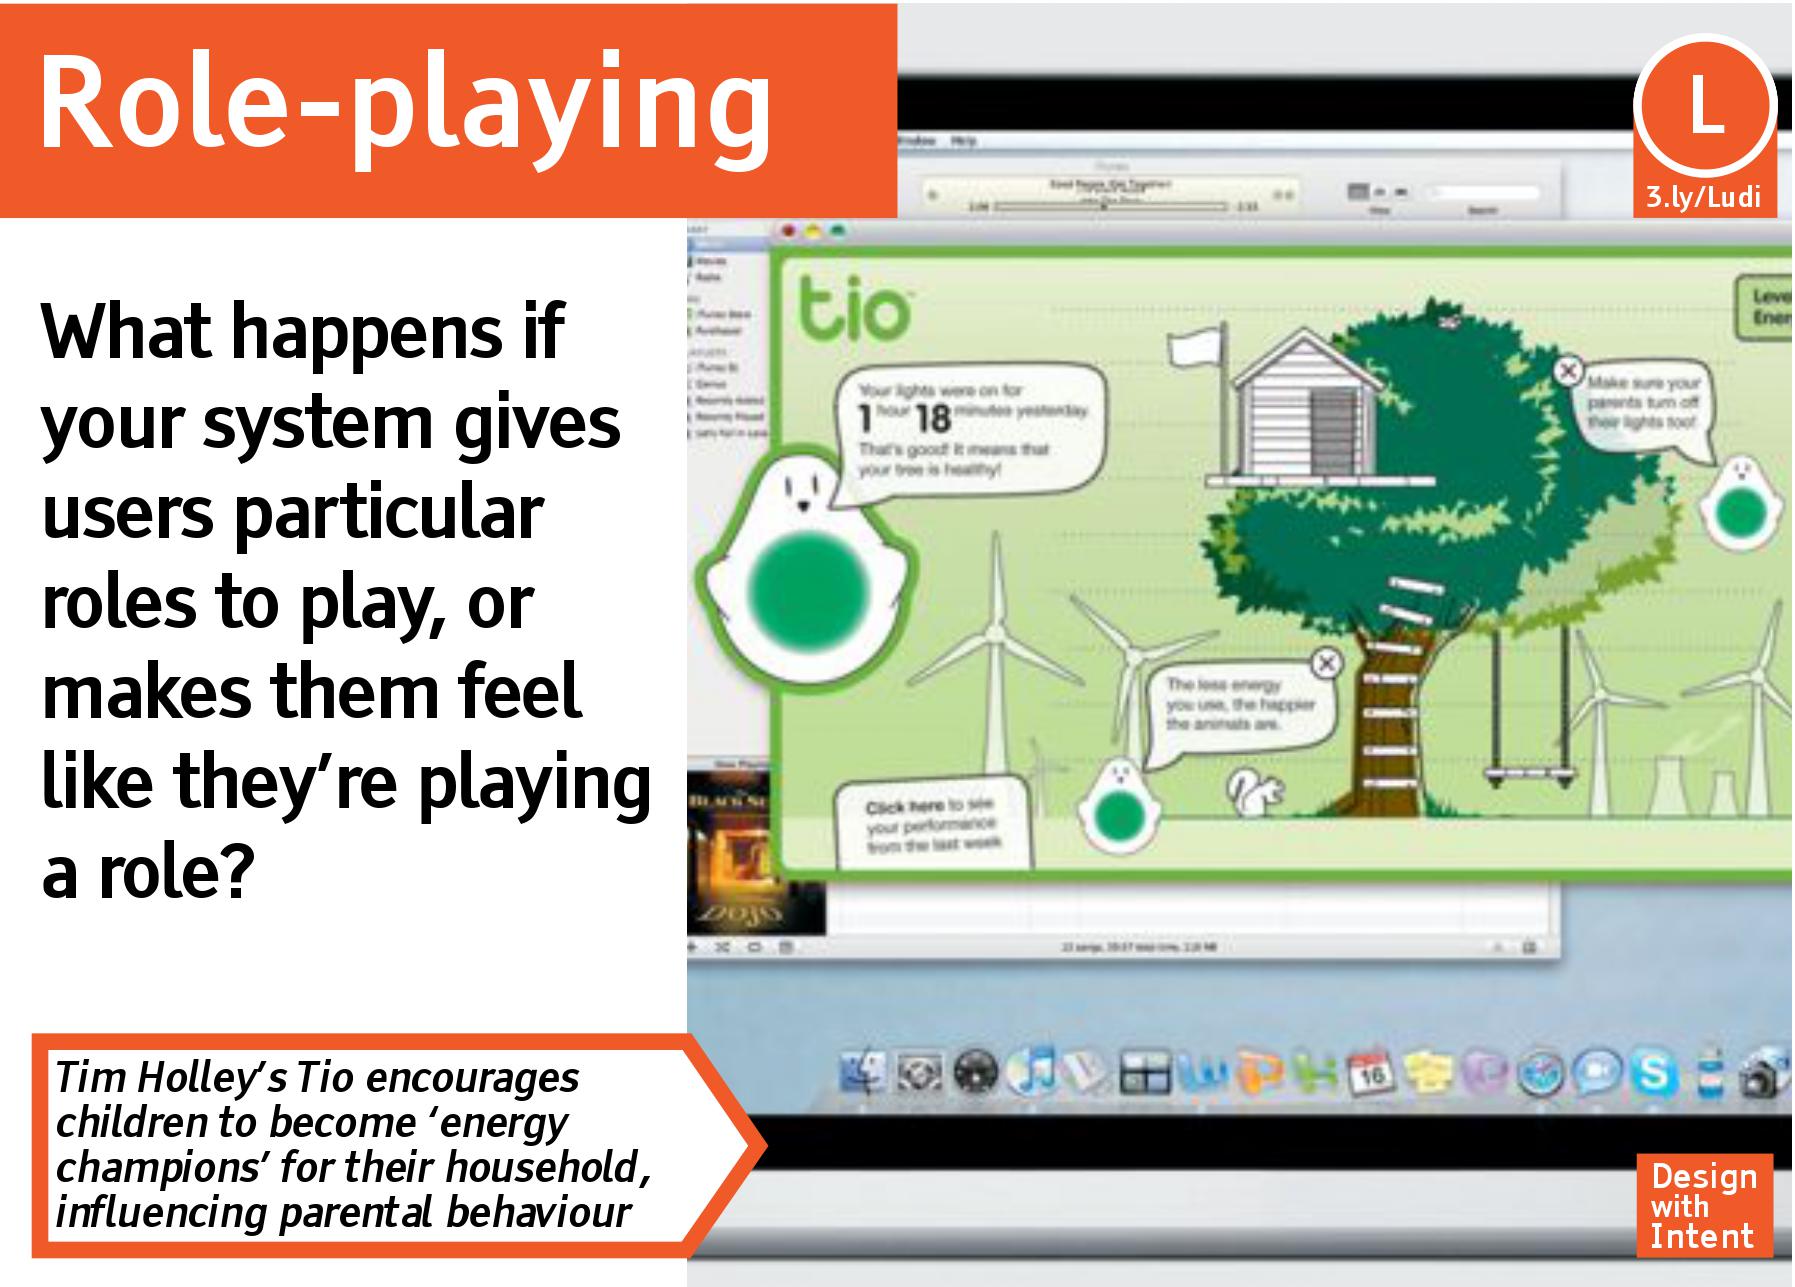 Role-playing
L
3.ly/Ludi
What happens if
your system gives
users particular
roles to play, or
makes them feel
like they're playing
a role?
Tim Holley's Tio encourages
children to become 'energy
champions' for their household,
influencing parental behaviour
Window Help
tio
Your lights were on for
1 hour 18 minutes yesterday.
That's good! It means that
your tree is healthy!
Make sure your
parents turn off
their lights too!
The less energy
you use, the happier
the animals are.
Click here to see
your performance
from the last week
DOJO
16
S
Design
with
Intent